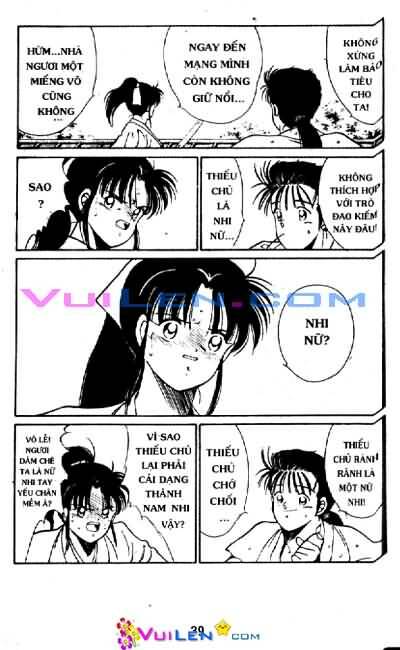 KHÔNG
XỨNG
LÀM BẢO
TIÊU
CHO
TA!
NGAY ĐẾN
MẠNG MÌNH
CÒN KHÔNG
GIỮ NỔI...
HỪM...NHÀ
NGƯƠI MỘT
MIẾNG VÕ
CŨNG
KHÔNG...
KHÔNG
THÍCH HỢP
VỚI TRÒ
ĐAO KIẾM
NÀY ĐÂU!
THIẾU
CHỦ
LÀ
NHI
NỮ...
SAO
?
VUILEN.COM
NHI
NỮ?
THIẾU
CHỦ RÀNH
RÀNH LÀ
MỘT NỮ
NHI!
THIẾU
CHỦ
CHỚ
CHỐI...
VÌ SAO
THIẾU CHỦ
LẠI PHẢI
CẢI DẠNG
THÀNH
NAM NHI
VẬY?
VÔ LỄ!
NGƯƠI
DÁM CHÊ
TA LÀ NỮ
NHI TAY
YẾU CHÂN
MỀM À?
39
VUILEN.COM